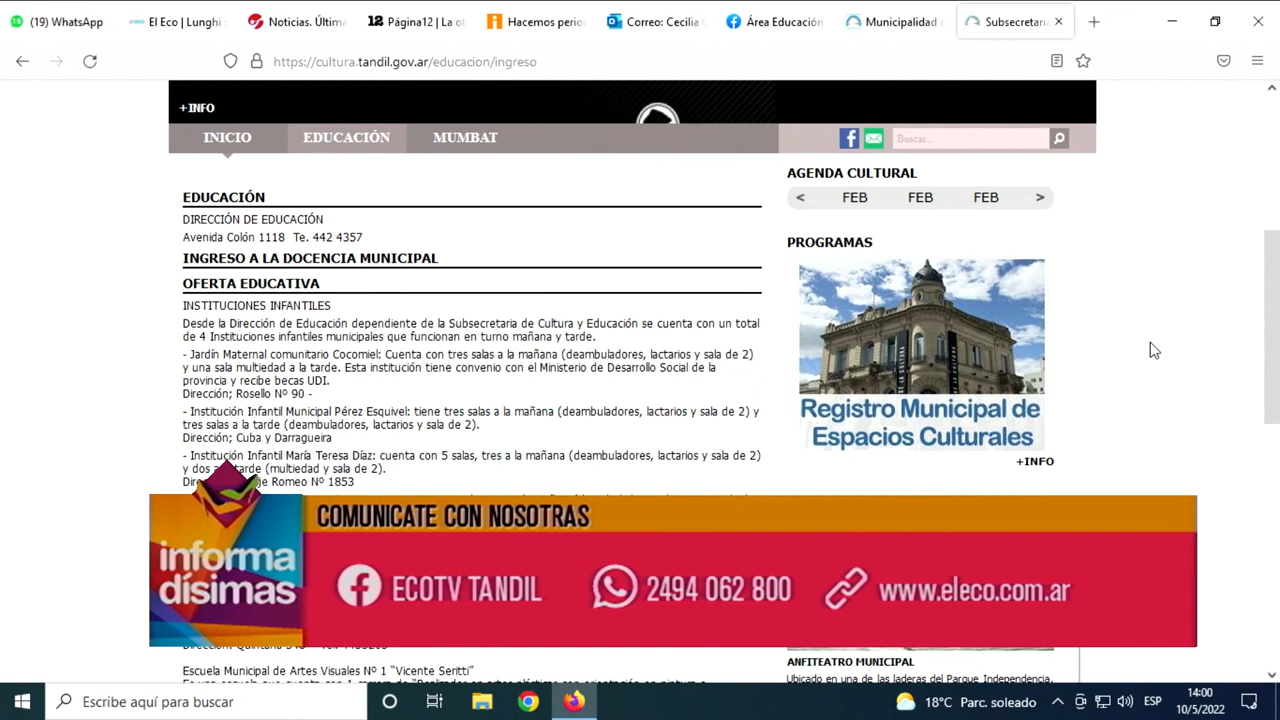 (19) WhatsApp
El Eco | Lunghi
Noticias. Últim
Página12 | La ot
Hacemos perio
Correo: Cecilia
Área Educación
Municipalidad
Subsecretaria
https://cultura.tandil.gov.ar/educacion/ingreso
+INFO
INICIO EDUCACIÓN MUMBAT
Buscar...
EDUCACIÓN
DIRECCIÓN DE EDUCACIÓN
Avenida Colón 1118 Te. 442 4357
INGRESO A LA DOCENCIA MUNICIPAL
OFERTA EDUCATIVA
INSTITUCIONES INFANTILES
Desde la Dirección de Educación dependiente de la Subsecretaria de Cultura y Educación se cuenta con un total
de 4 Instituciones infantiles municipales que funcionan en turno mañana y tarde.
- Jardín Maternal comunitario Cocomiel: Cuenta con tres salas a la mañana (deambuladores, lactarios y sala de 2)
y una sala multiedad a la tarde. Esta institución tiene convenio con el Ministerio de Desarrollo Social de la
provincia y recibe becas UDI.
Dirección; Rosello Nº 90 -
- Institución Infantil Municipal Pérez Esquivel: tiene tres salas a la mañana (deambuladores, lactarios y sala de 2) y
tres salas a la tarde (deambuladores, lactarios y sala de 2).
Dirección; Cuba y Darragueira
- Institución Infantil María Teresa Díaz: cuenta con 5 salas, tres a la mañana (deambuladores, lactarios y sala de 2)
y dos a tarde (multiedad y sala de 2).
Romeo Nº 1853
AGENDA CULTURAL
< FEB FEB FEB >
PROGRAMAS
Registro Municipal de
Espacios Culturales
+INFO
informa
dísimas
COMUNICATE CON NOSOTRAS
ECOTV TANDIL
2494 062 800
www.eleco.com.ar
Escuela Municipal de Artes Visuales Nº 1 "Vicente Seritti"
ANFITEATRO MUNICIPAL
Ubicado en una de las laderas del Parque Independencia,
Escribe aquí para buscar
18°C Parc. soleado
ESP
14:00
10/5/2022